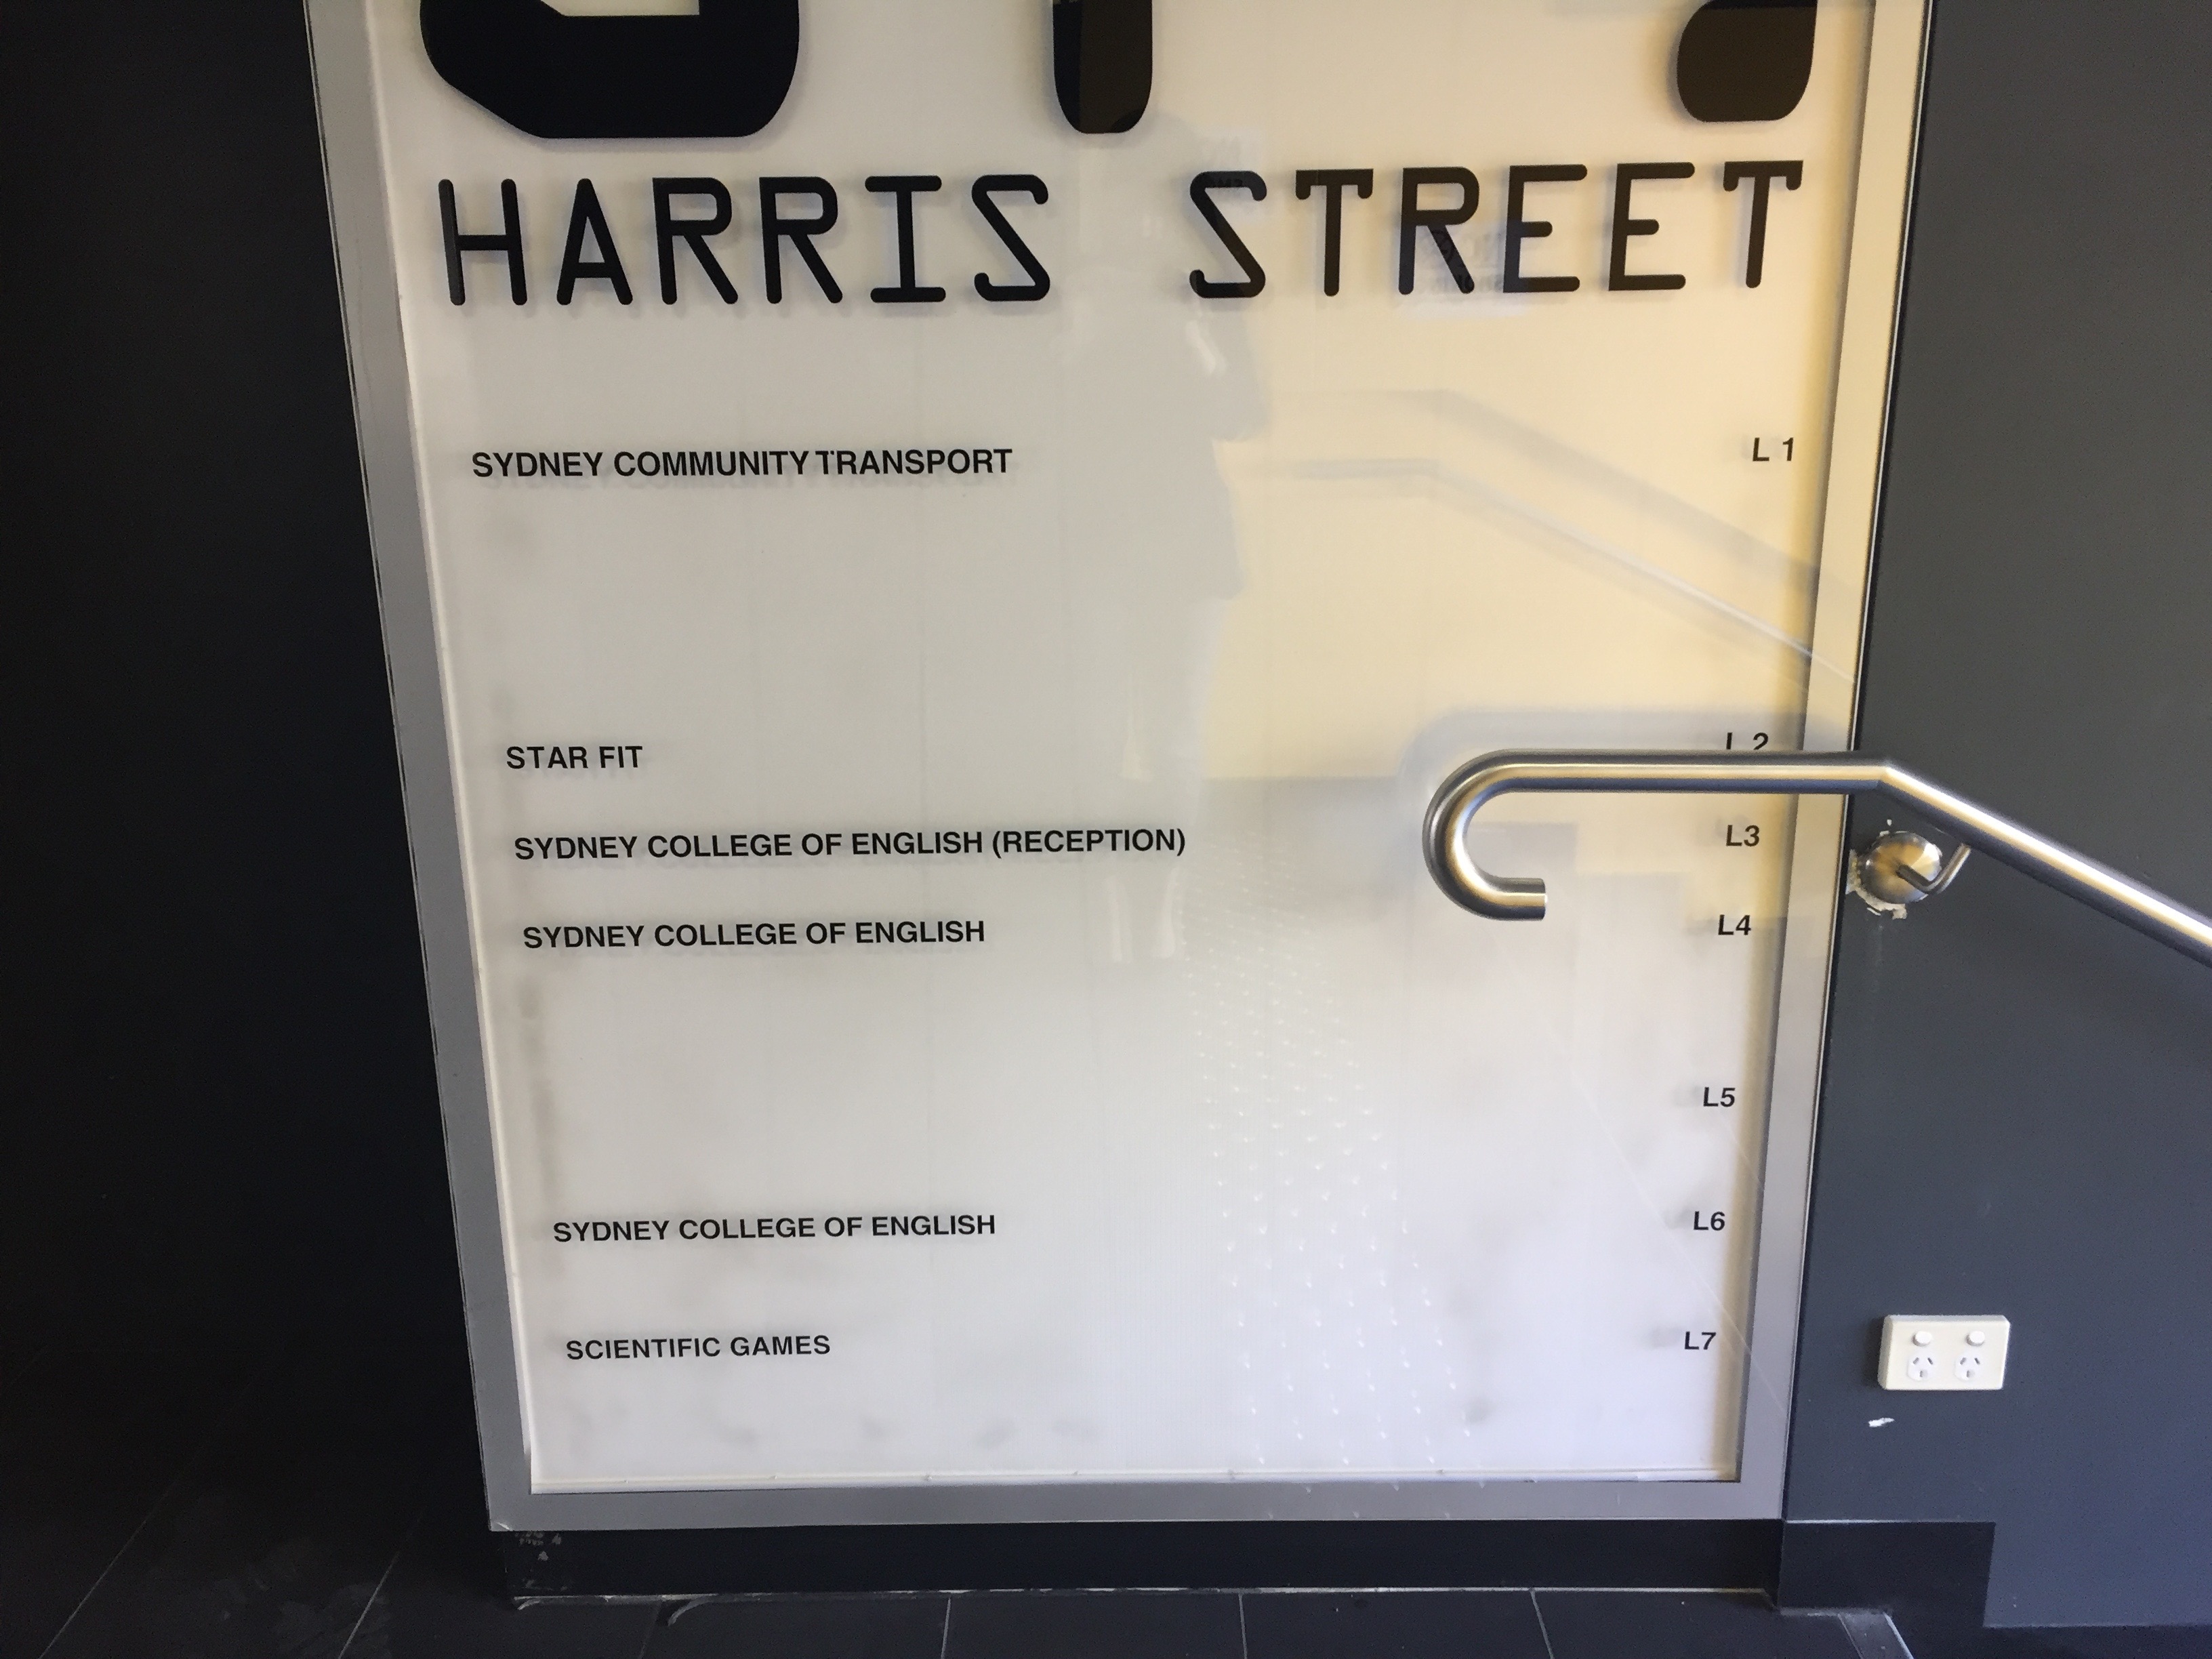 HARRIS STREET
SYDNEY COMMUNITY TRANSPORT L 1
STAR FIT L 2
SYDNEY COLLEGE OF ENGLISH (RECEPTION) L3
SYDNEY COLLEGE OF ENGLISH L4
L5
SYDNEY COLLEGE OF ENGLISH L6
SCIENTIFIC GAMES L7